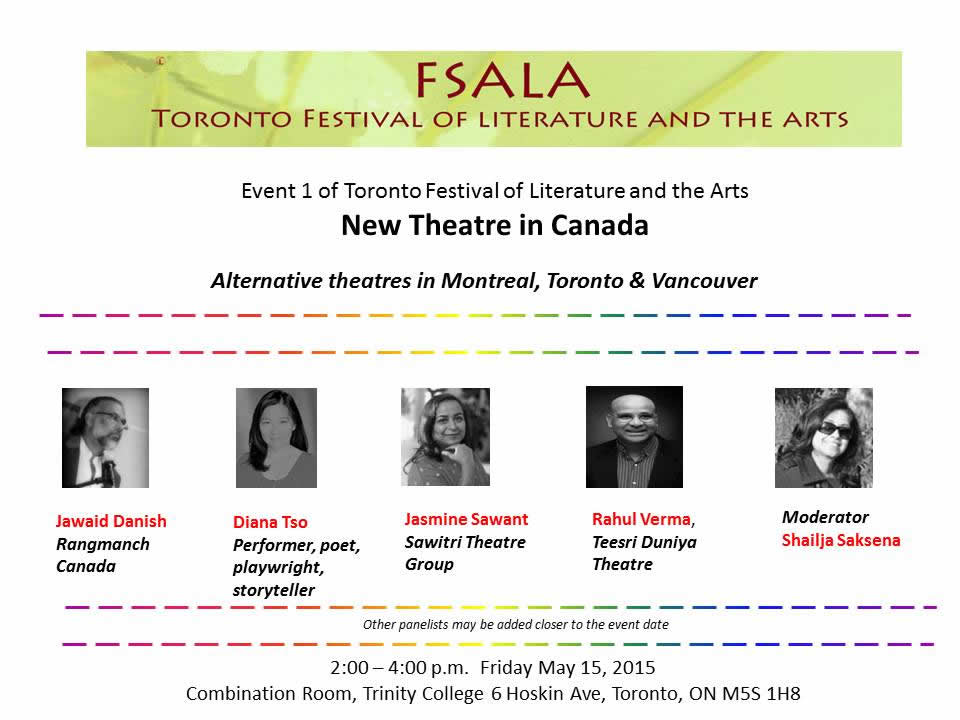 FSALA
TORONTO FESTIVAL OF LITERATURE AND THE ARTS
Event 1 of Toronto Festival of Literature and the Arts
New Theatre in Canada
Alternative theatres in Montreal, Toronto & Vancouver
Jawaid Danish
Rangmanch
Canada
Diana Tso
Performer, poet,
playwright,
storyteller
Jasmine Sawant
Sawitri Theatre
Group
Rahul Verma,
Teesri Duniya
Theatre
Moderator
Shailja Saksena
Other panelists may be added closer to the event date
2:00 – 4:00 p.m. Friday May 15, 2015
Combination Room, Trinity College 6 Hoskin Ave, Toronto, ON M5S 1H8